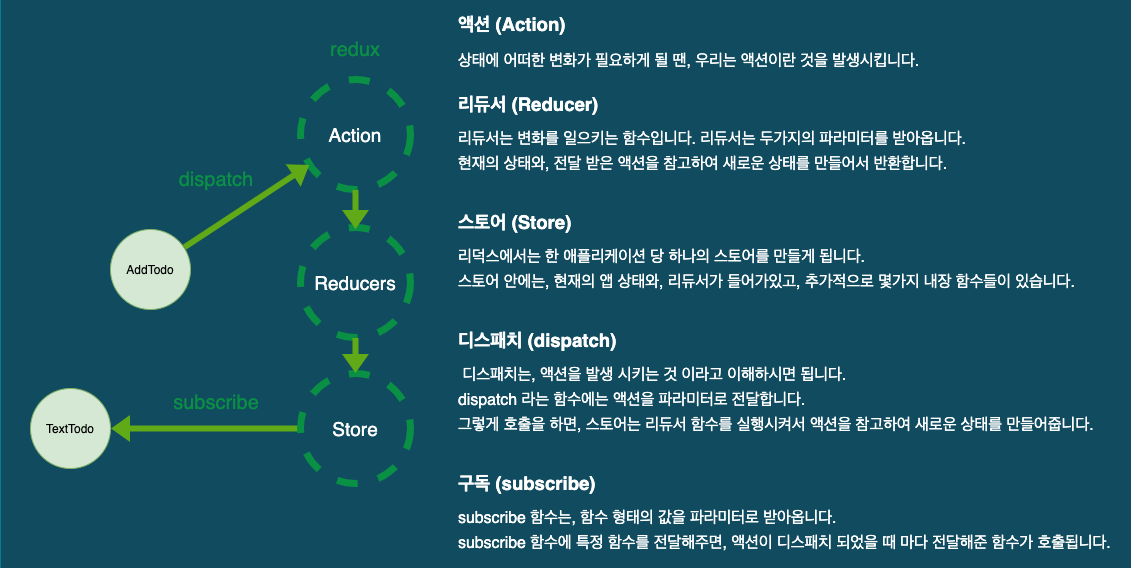 redux
Action
dispatch
AddTodo
Reducers
subscribe
TextTodo
Store
액션 (Action)
상태에 어떠한 변화가 필요하게 될 땐, 우리는 액션이란 것을 발생시킵니다.
리듀서 (Reducer)
리듀서는 변화를 일으키는 함수입니다. 리듀서는 두가지의 파라미터를 받아옵니다.
현재의 상태와, 전달 받은 액션을 참고하여 새로운 상태를 만들어서 반환합니다.
스토어 (Store)
리덕스에서는 한 애플리케이션 당 하나의 스토어를 만들게 됩니다.
스토어 안에는, 현재의 앱 상태와, 리듀서가 들어가있고, 추가적으로 몇가지 내장 함수들이 있습니다.
디스패치 (dispatch)
디스패치는, 액션을 발생 시키는 것 이라고 이해하시면 됩니다.
dispatch 라는 함수에는 액션을 파라미터로 전달합니다.
그렇게 호출을 하면, 스토어는 리듀서 함수를 실행시켜서 액션을 참고하여 새로운 상태를 만들어줍니다.
구독 (subscribe)
subscribe 함수는, 함수 형태의 값을 파라미터로 받아옵니다.
subscribe 함수에 특정 함수를 전달해주면, 액션이 디스패치 되었을 때 마다 전달해준 함수가 호출됩니다.